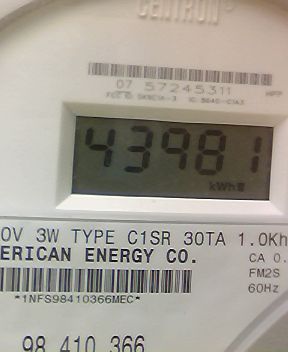 CENTRON
07 57245311
43981
kWh
0V 3W TYPE C1SR 30TA 1.0Kh
ERICAN ENERGY CO.
CA 0.
FM2S
60Hz
*1NFS98410366MEC*
98 410 366